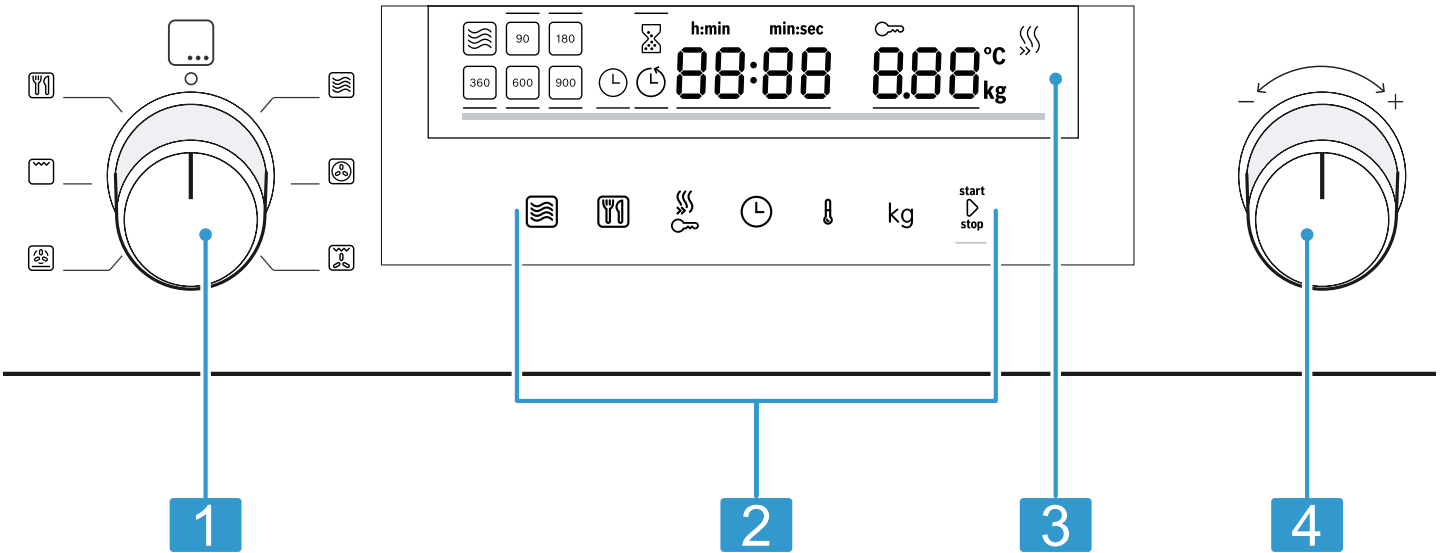 90 180 h:min min:sec
88:88 8.88 °C
360 600 900 kg
kg start
stop
− +
1 2 3 4